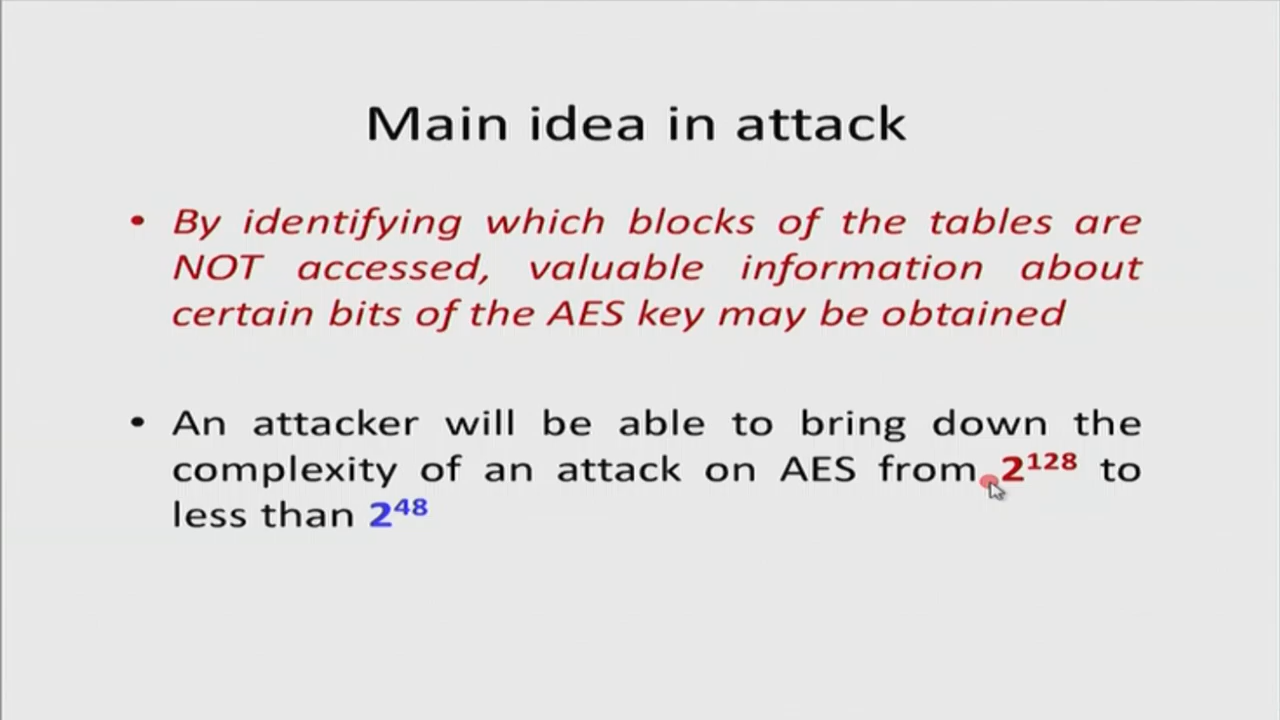 Main idea in attack
• By identifying which blocks of the tables are
NOT accessed, valuable information about
certain bits of the AES key may be obtained
• An attacker will be able to bring down the
complexity of an attack on AES from 2¹²⁸ to
less than 2⁴⁸